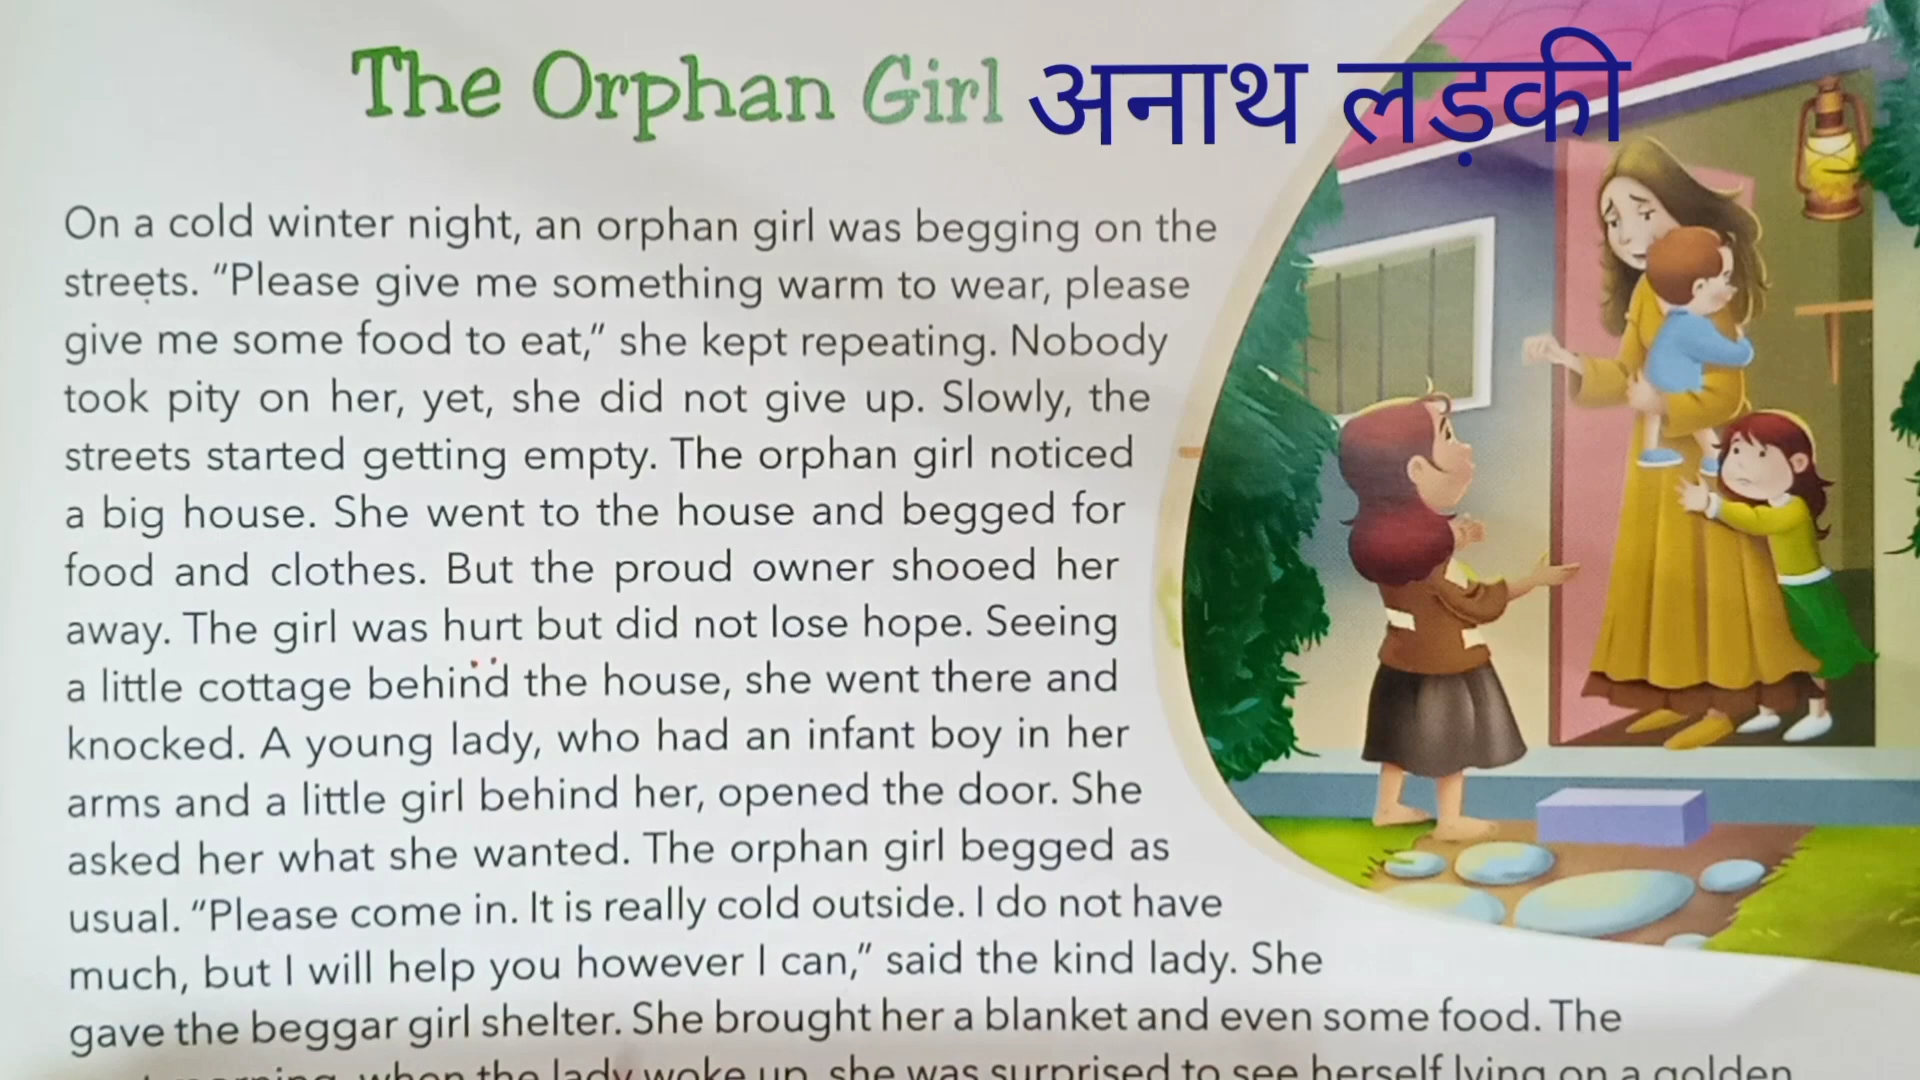 The Orphan Girl अनाथ लड़की
On a cold winter night, an orphan girl was begging on the
streets. "Please give me something warm to wear, please
give me some food to eat," she kept repeating. Nobody
took pity on her, yet, she did not give up. Slowly, the
streets started getting empty. The orphan girl noticed
a big house. She went to the house and begged for
food and clothes. But the proud owner shooed her
away. The girl was hurt but did not lose hope. Seeing
a little cottage behind the house, she went there and
knocked. A young lady, who had an infant boy in her
arms and a little girl behind her, opened the door. She
asked her what she wanted. The orphan girl begged as
usual. "Please come in. It is really cold outside. I do not have
much, but I will help you however I can," said the kind lady. She
gave the beggar girl shelter. She brought her a blanket and even some food. The
morning, when the lady woke up, she was surprised to see herself lying on a golden